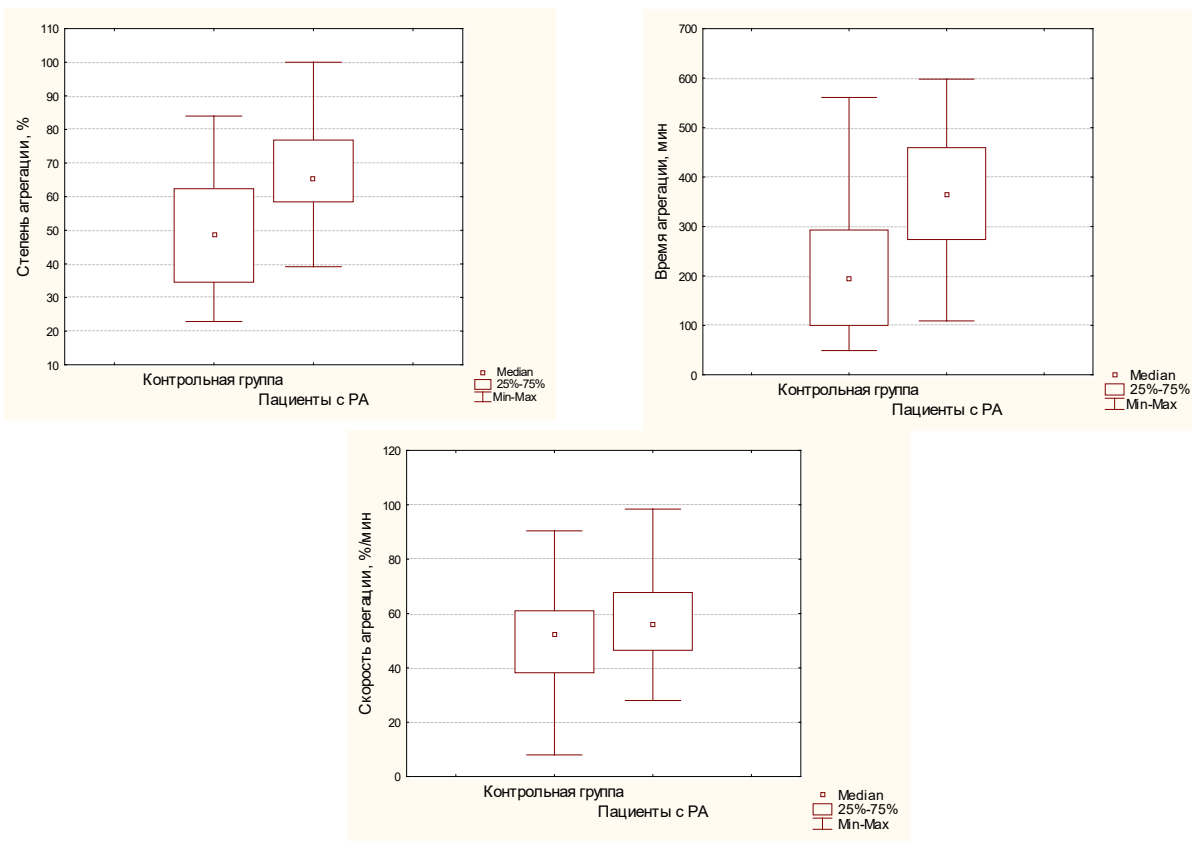 Степень агрегации, %
110
100
90
80
70
60
50
40
30
20
10
Контрольная группа
Пациенты с РА
Median
25%-75%
Min-Max
Время агрегации, мин
700
600
500
400
300
200
100
0
Контрольная группа
Пациенты с РА
Median
25%-75%
Min-Max
Скорость агрегации, %/мин
120
100
80
60
40
20
0
Контрольная группа
Пациенты с РА
Median
25%-75%
Min-Max